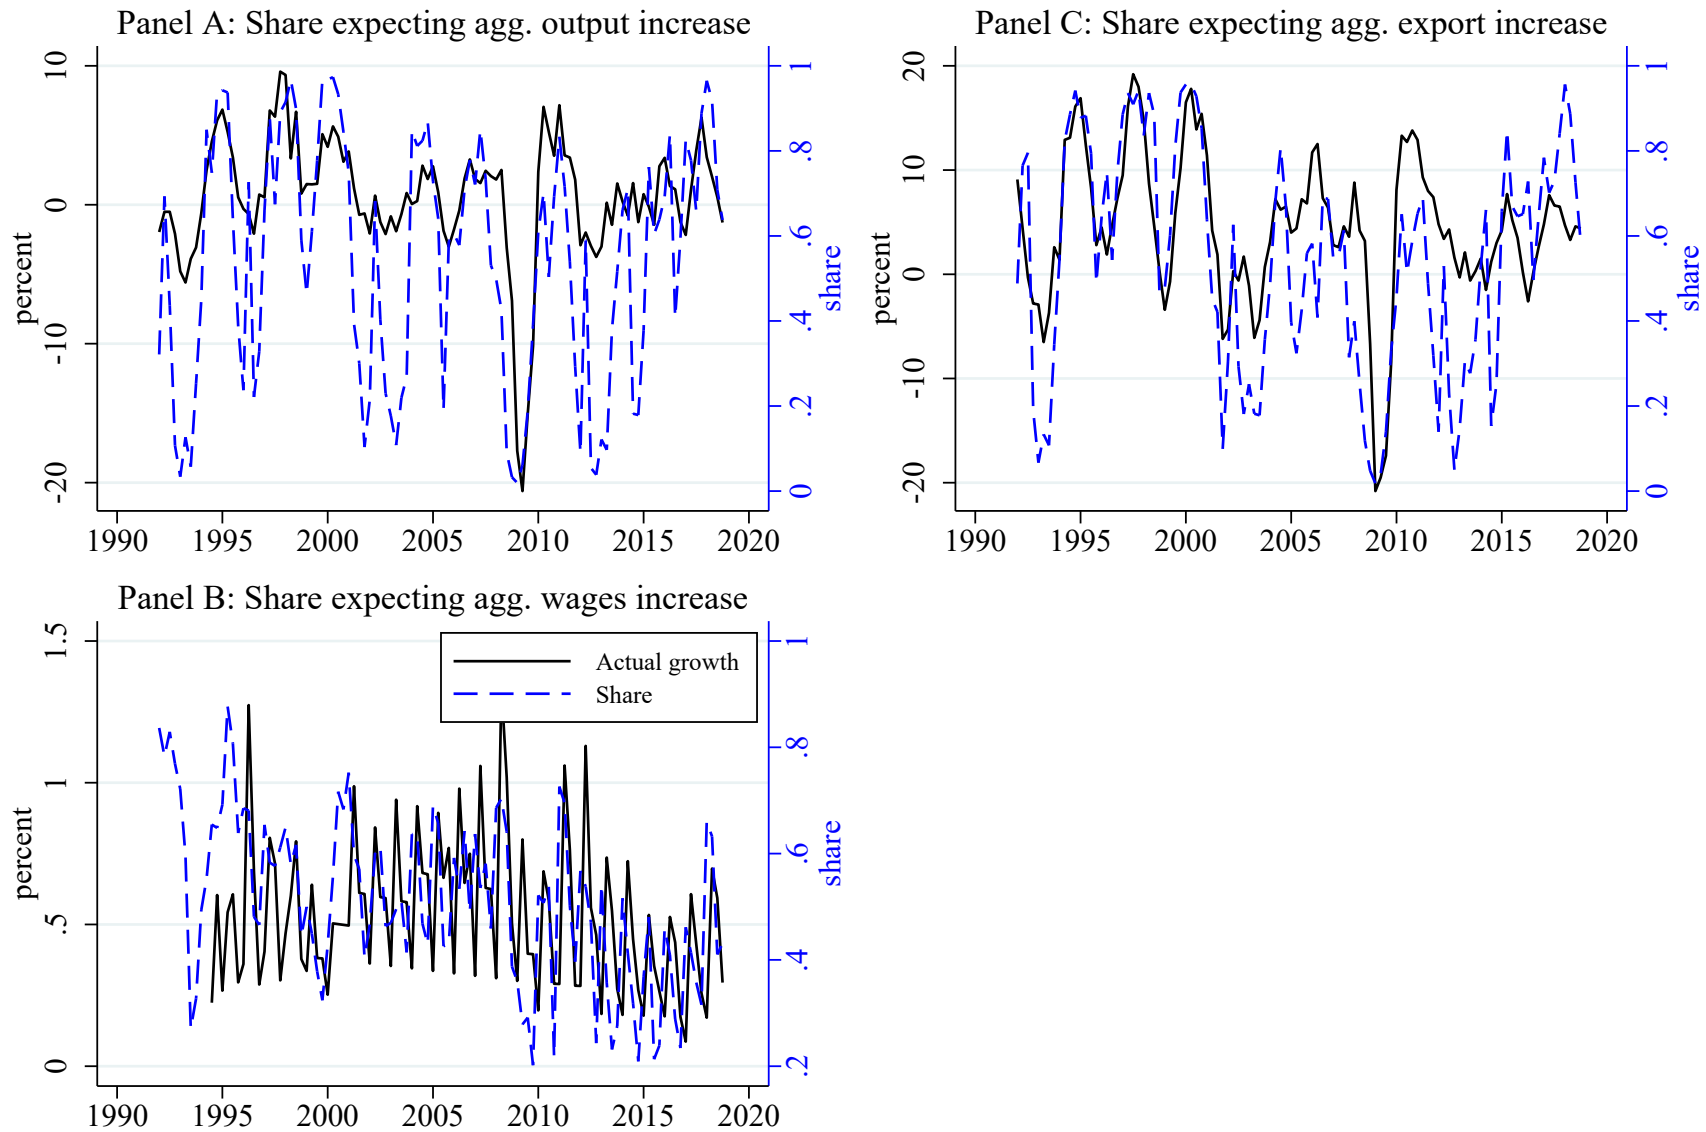 Panel A: Share expecting agg. output increase
10
0
-10
-20
percent
1
.8
.6
.4
.2
0
share
1990 1995 2000 2005 2010 2015 2020
Panel C: Share expecting agg. export increase
20
10
0
-10
-20
percent
1
.8
.6
.4
.2
0
share
1990 1995 2000 2005 2010 2015 2020
Panel B: Share expecting agg. wages increase
1.5
1
.5
0
percent
Actual growth
Share
1
.8
.6
.4
.2
share
1990 1995 2000 2005 2010 2015 2020